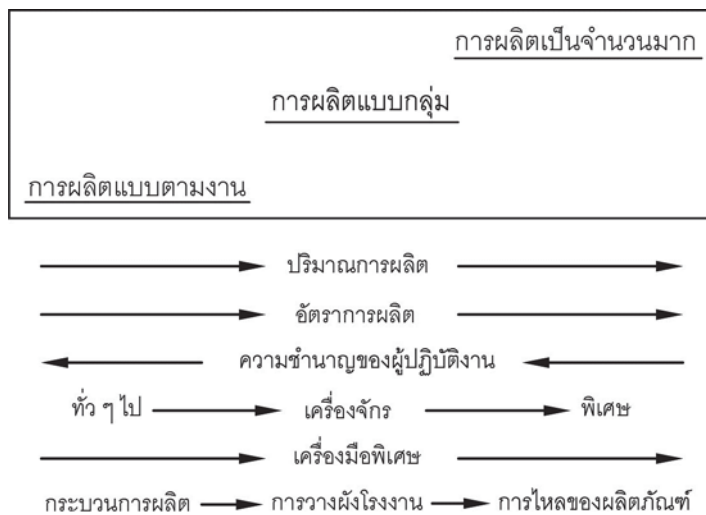 การผลิตเป็นจำนวนมาก
การผลิตแบบกลุ่ม
การผลิตแบบตามงาน
ปริมาณการผลิต
อัตราการผลิต
ความชำนาญของผู้ปฏิบัติงาน
ทั่ว ๆ ไป เครื่องจักร พิเศษ
เครื่องมือพิเศษ
กระบวนการผลิต การวางผังโรงงาน การไหลของผลิตภัณฑ์